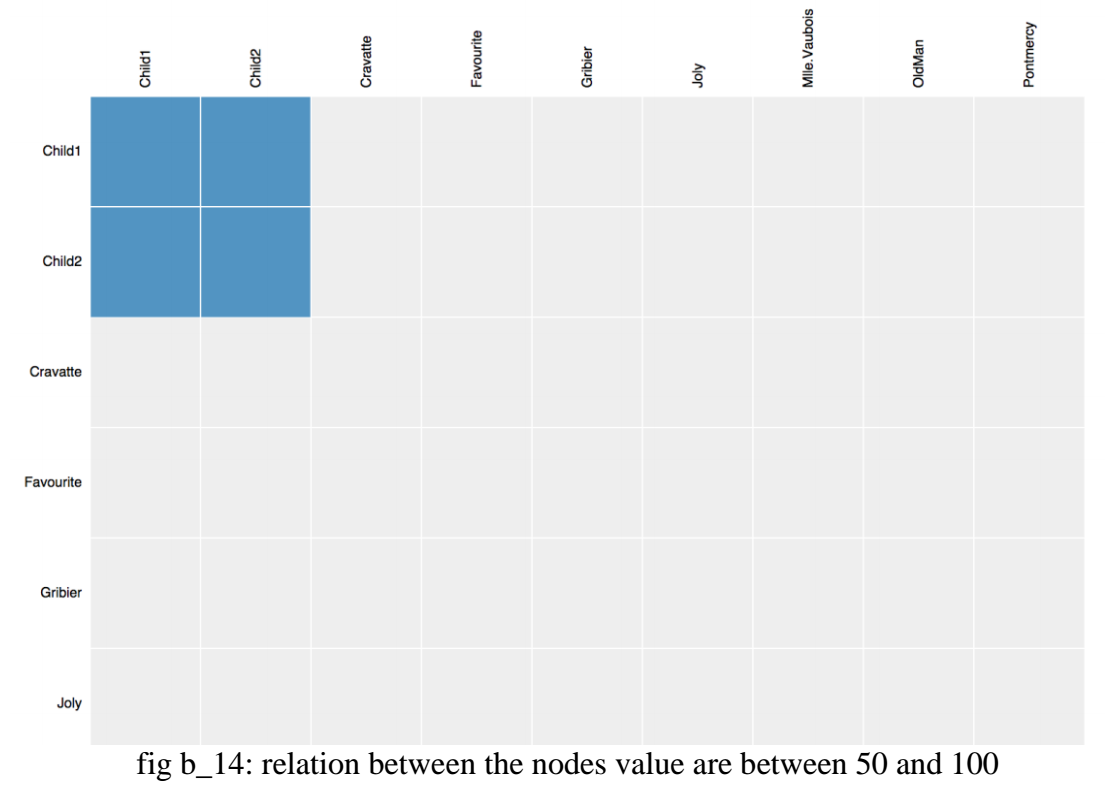 Child1
Child2
Cravatte
Favourite
Gribier
Joly
Mlle.Vaubois
OldMan
Pontmercy
Child1
Child2
Cravatte
Favourite
Gribier
Joly
fig b_14: relation between the nodes value are between 50 and 100